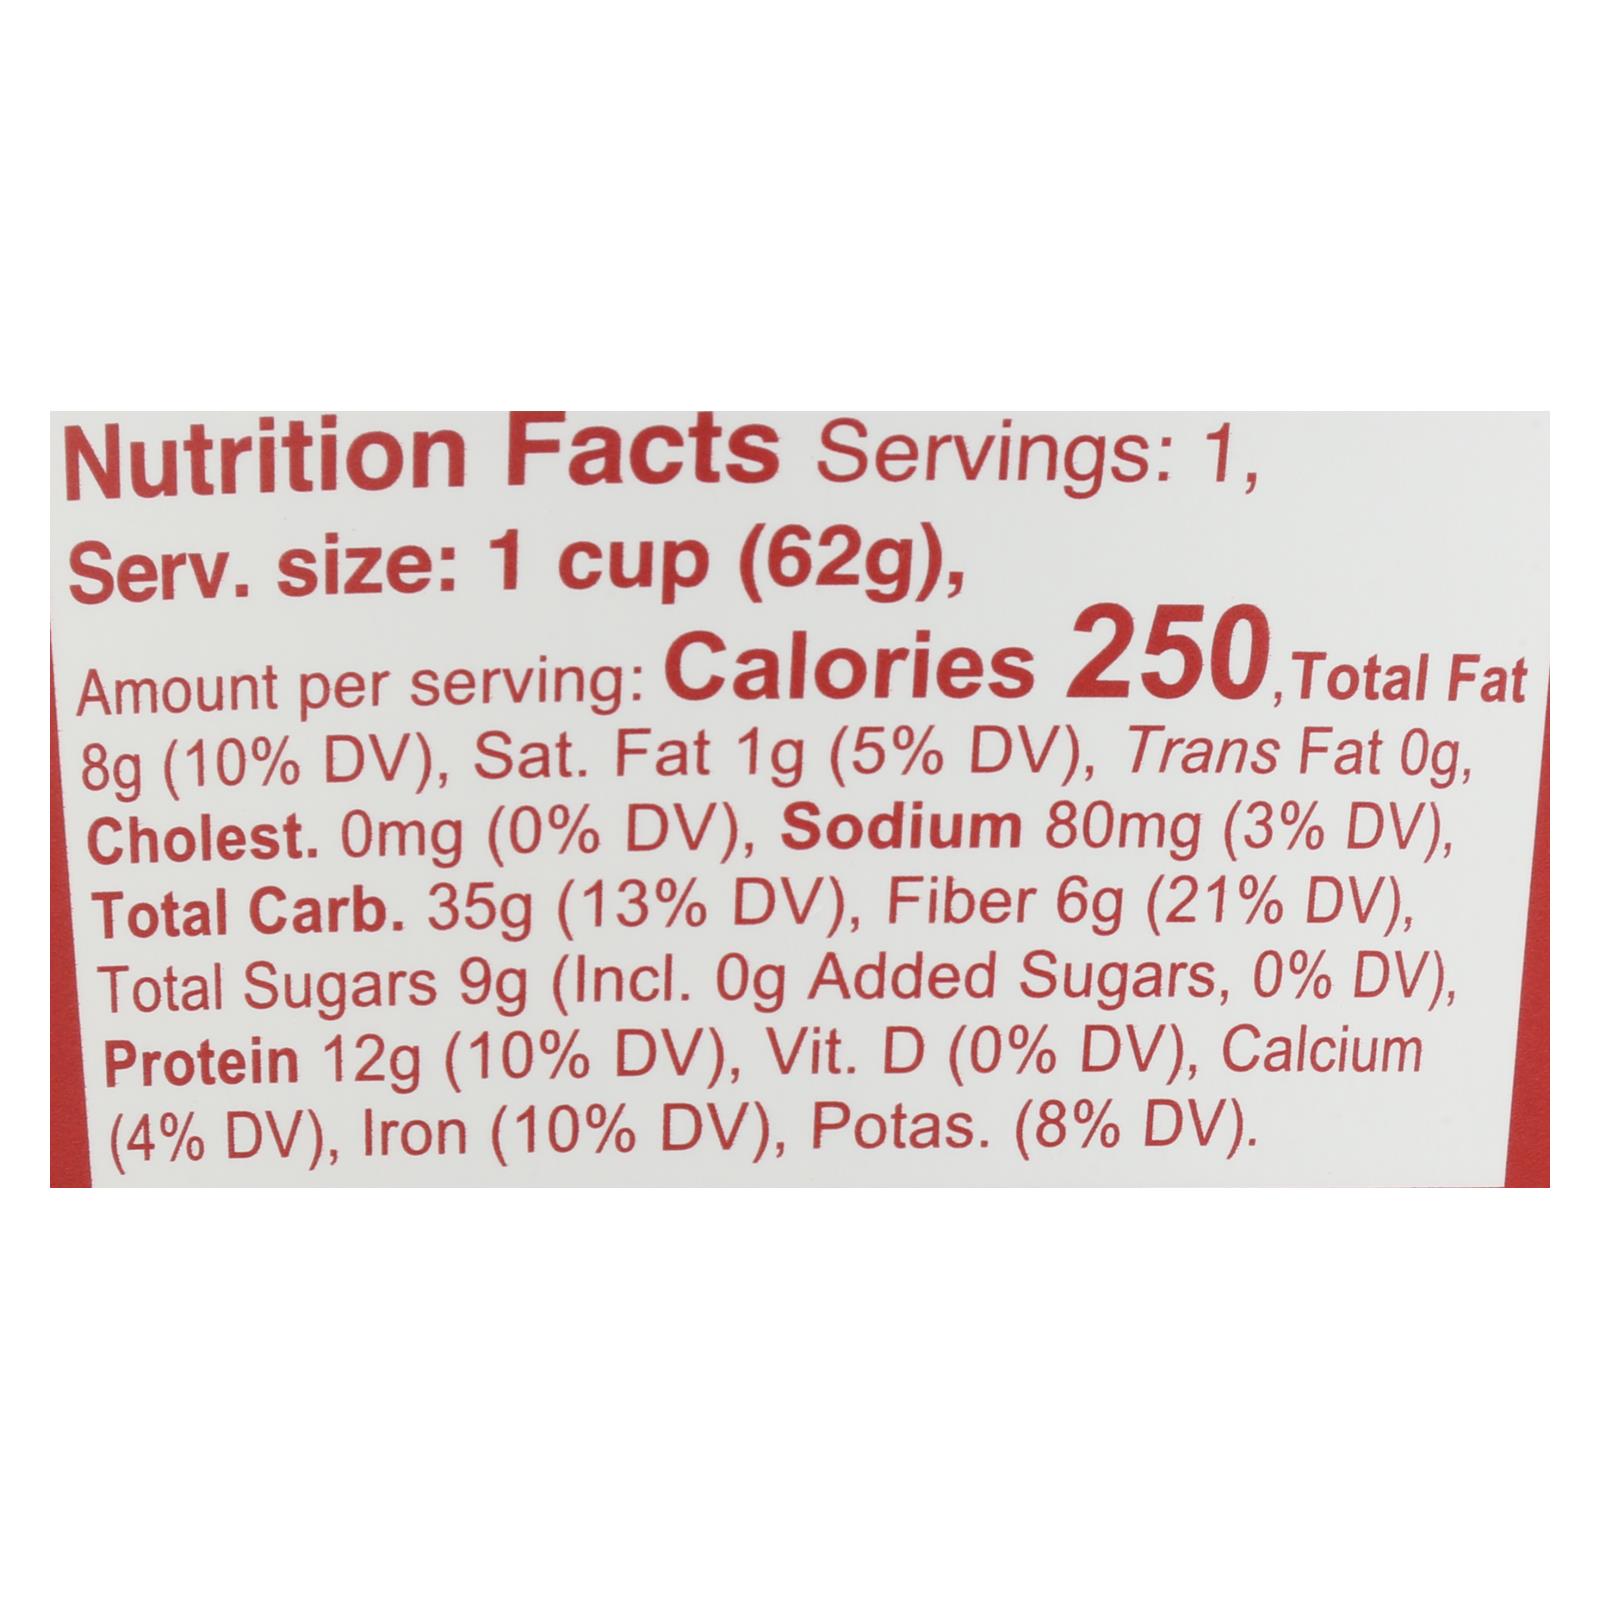 Nutrition Facts Servings: 1,
Serv. size: 1 cup (62g),
Amount per serving: Calories 250, Total Fat
8g (10% DV), Sat. Fat 1g (5% DV), Trans Fat 0g,
Cholest. 0mg (0% DV), Sodium 80mg (3% DV),
Total Carb. 35g (13% DV), Fiber 6g (21% DV),
Total Sugars 9g (Incl. 0g Added Sugars, 0% DV),
Protein 12g (10% DV), Vit. D (0% DV), Calcium
(4% DV), Iron (10% DV), Potas. (8% DV).